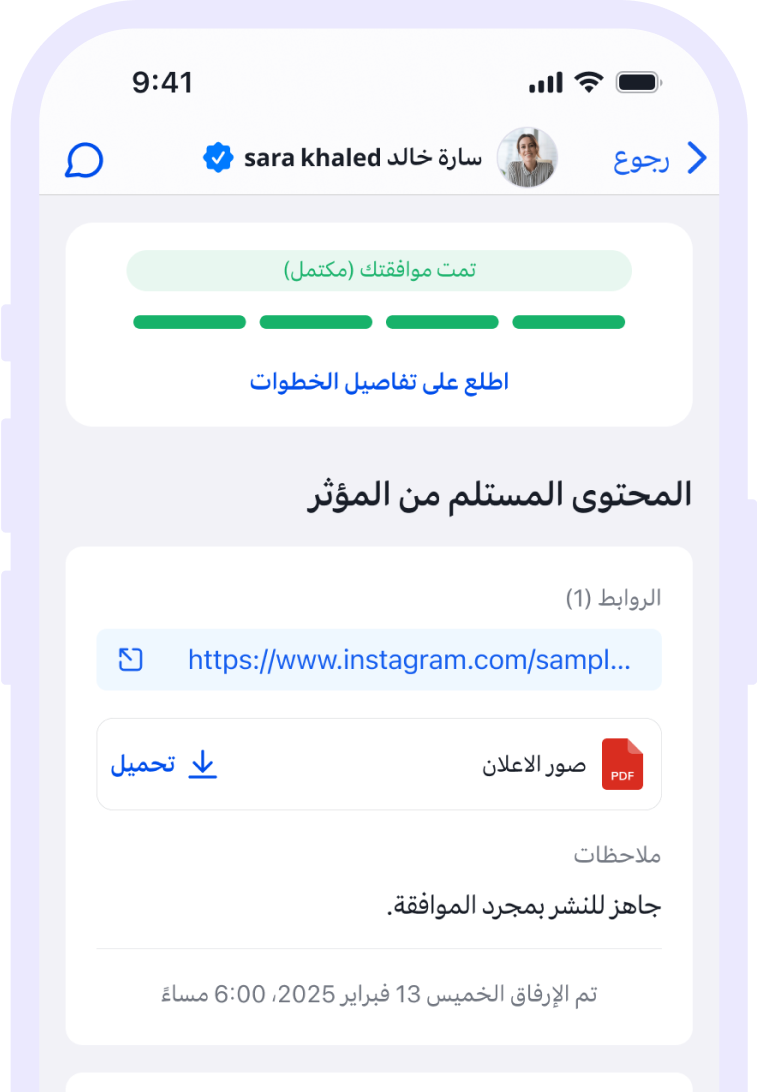 9:41
رجوع
سارة خالد sara khaled
تمت موافقتك (مكتمل)
اطلع على تفاصيل الخطوات
المحتوى المستلم من المؤثر
الروابط (1)
https://www.instagram.com/sampl...
صور الاعلان
PDF
تحميل
ملاحظات
جاهز للنشر بمجرد الموافقة.
تم الإرفاق الخميس 13 فبراير 2025، 6:00 مساءً